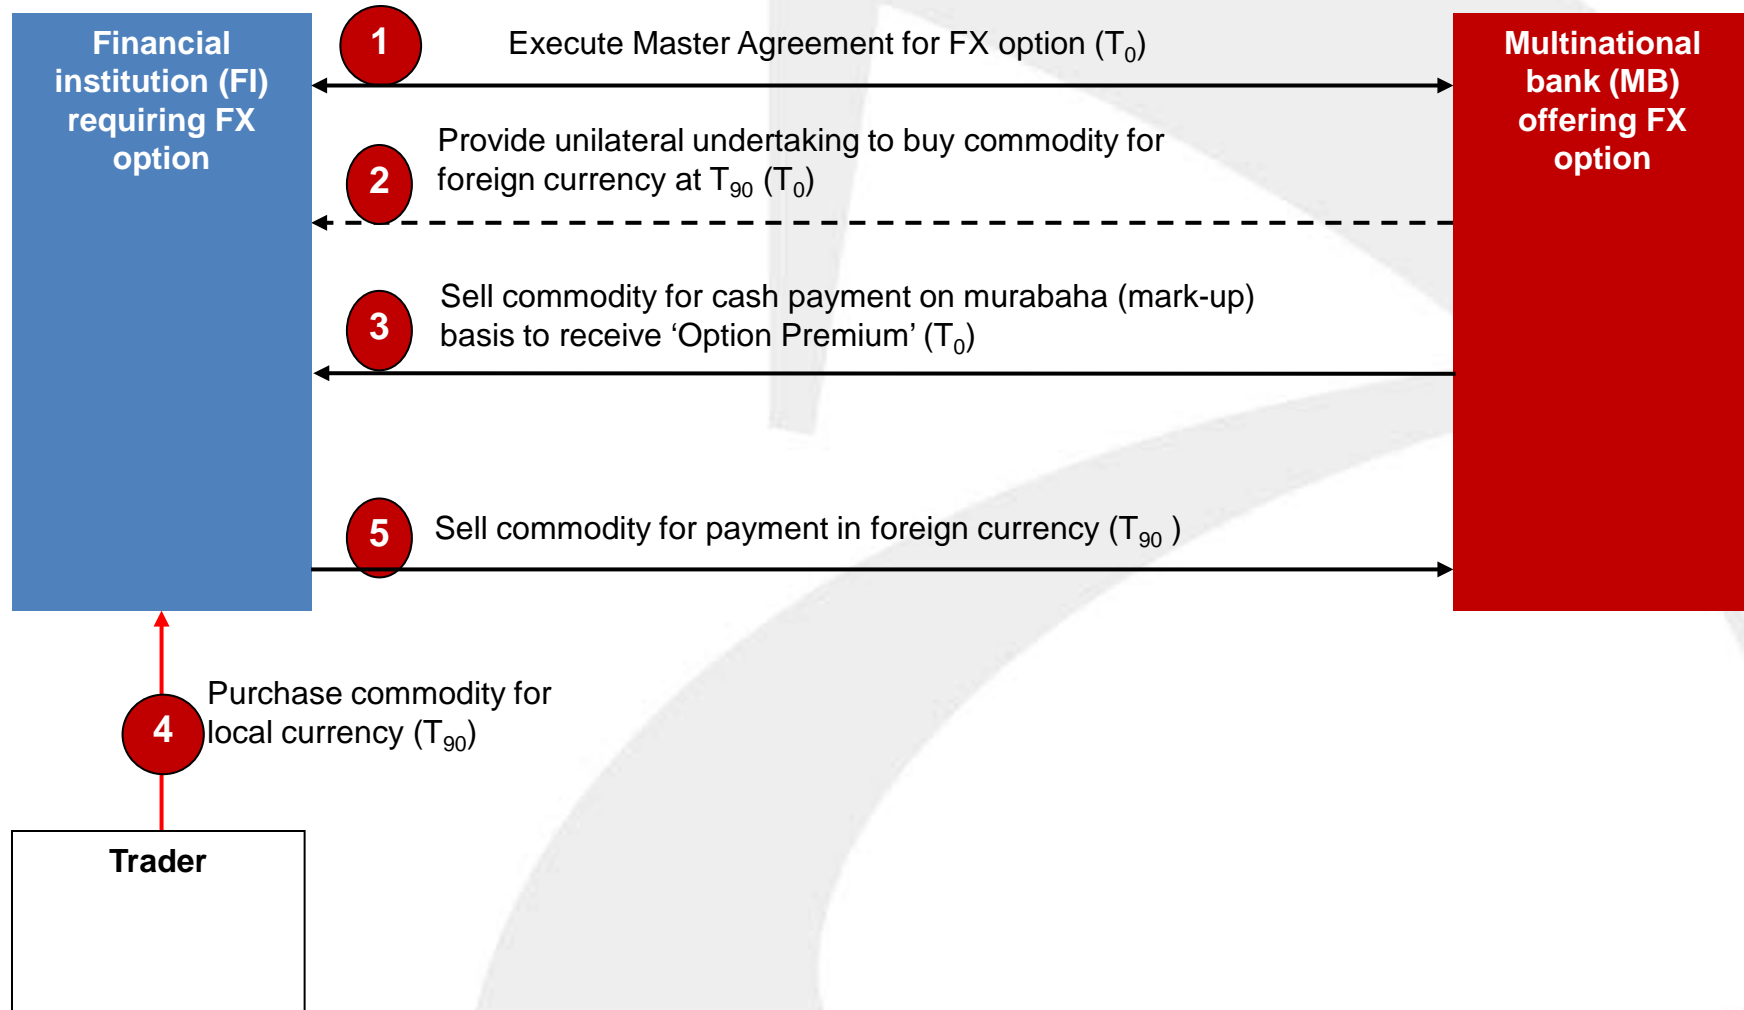 Financial
institution (FI)
requiring FX
option
1
Execute Master Agreement for FX option (T0)
Multinational
bank (MB)
offering FX
option
2
Provide unilateral undertaking to buy commodity for
foreign currency at T90 (T0)
3
Sell commodity for cash payment on murabaha (mark-up)
basis to receive ‘Option Premium’ (T0)
5
Sell commodity for payment in foreign currency (T90 )
4
Purchase commodity for
local currency (T90)
Trader